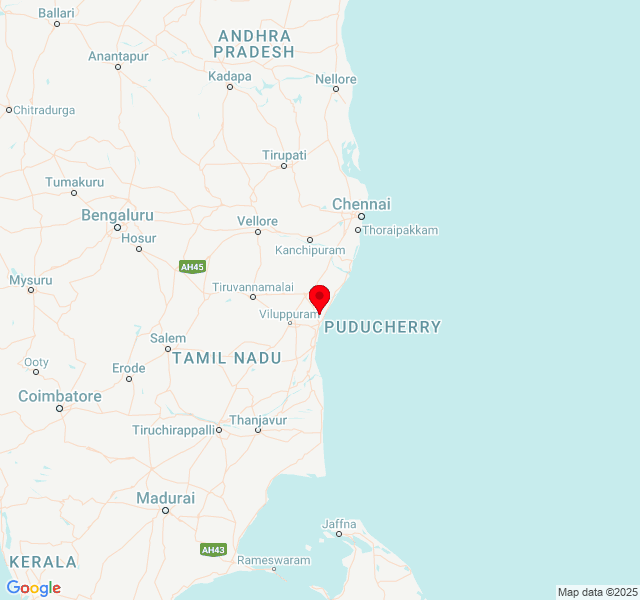 Ballari
ANDHRA
PRADESH
Anantapur
Kadapa
Nellore
Chitradurga
Tirupati
Tumakuru
Chennai
Bengaluru
Vellore
Thoraipakkam
Hosur
Kanchipuram
AH45
Mysuru
Tiruvannamalai
Viluppuram
PUDUCHERRY
Salem
TAMIL NADU
Ooty
Erode
Coimbatore
Thanjavur
Tiruchirappalli
Madurai
Jaffna
AH43
KERALA
Rameswaram
Google
Map data ©2025